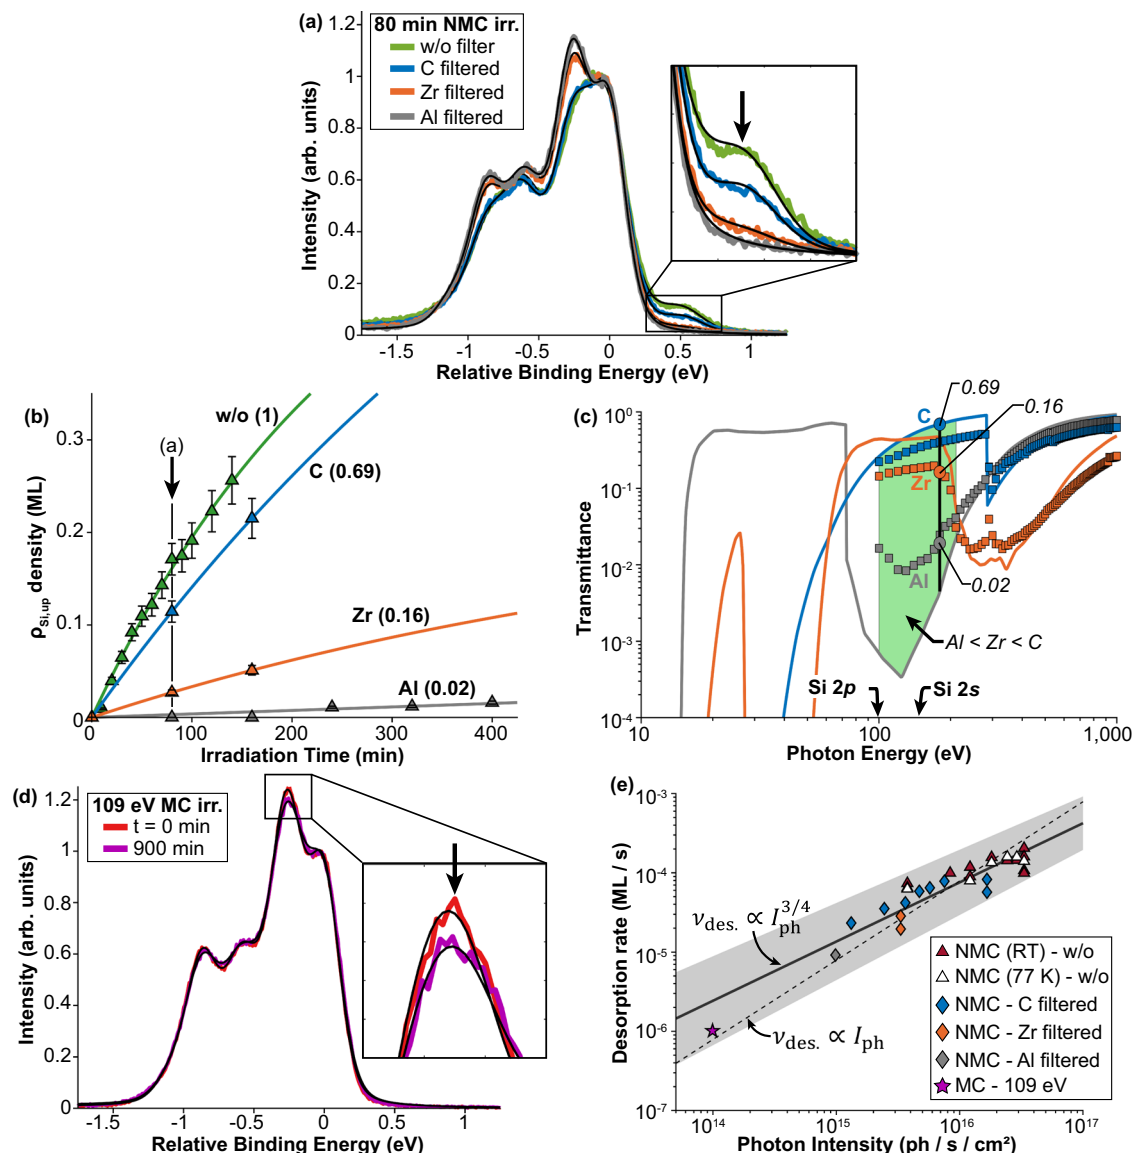 (a)
80 min NMC irr.
w/o filter
C filtered
Zr filtered
Al filtered
Intensity (arb. units)
1.2
1
0.8
0.6
0.4
0.2
0
-1.5
-1
-0.5
0
0.5
1
Relative Binding Energy (eV)
(b)
w/o (1)
(a)
C (0.69)
Zr (0.16)
Al (0.02)
ρSi,up density (ML)
0.3
0.2
0.1
0
0
100
200
300
400
Irradiation Time (min)
(c)
C
Zr
Al
0.69
0.16
0.02
Al < Zr < C
Si 2p
Si 2s
Transmittance
10⁰
10⁻¹
10⁻²
10⁻³
10⁻⁴
10
100
1,000
Photon Energy (eV)
(d)
109 eV MC irr.
t = 0 min
900 min
Intensity (arb. units)
1.2
1
0.8
0.6
0.4
0.2
0
-1.5
-1
-0.5
0
0.5
1
Relative Binding Energy (eV)
(e)
Desorption rate (ML / s)
10⁻³
10⁻⁴
10⁻⁵
10⁻⁶
10⁻⁷
νdes. ∝ Iph^3/4
νdes. ∝ Iph
NMC (RT) - w/o
NMC (77 K) - w/o
NMC - C filtered
NMC - Zr filtered
NMC - Al filtered
MC - 109 eV
10¹⁴
10¹⁵
10¹⁶
10¹⁷
Photon Intensity (ph / s / cm²)